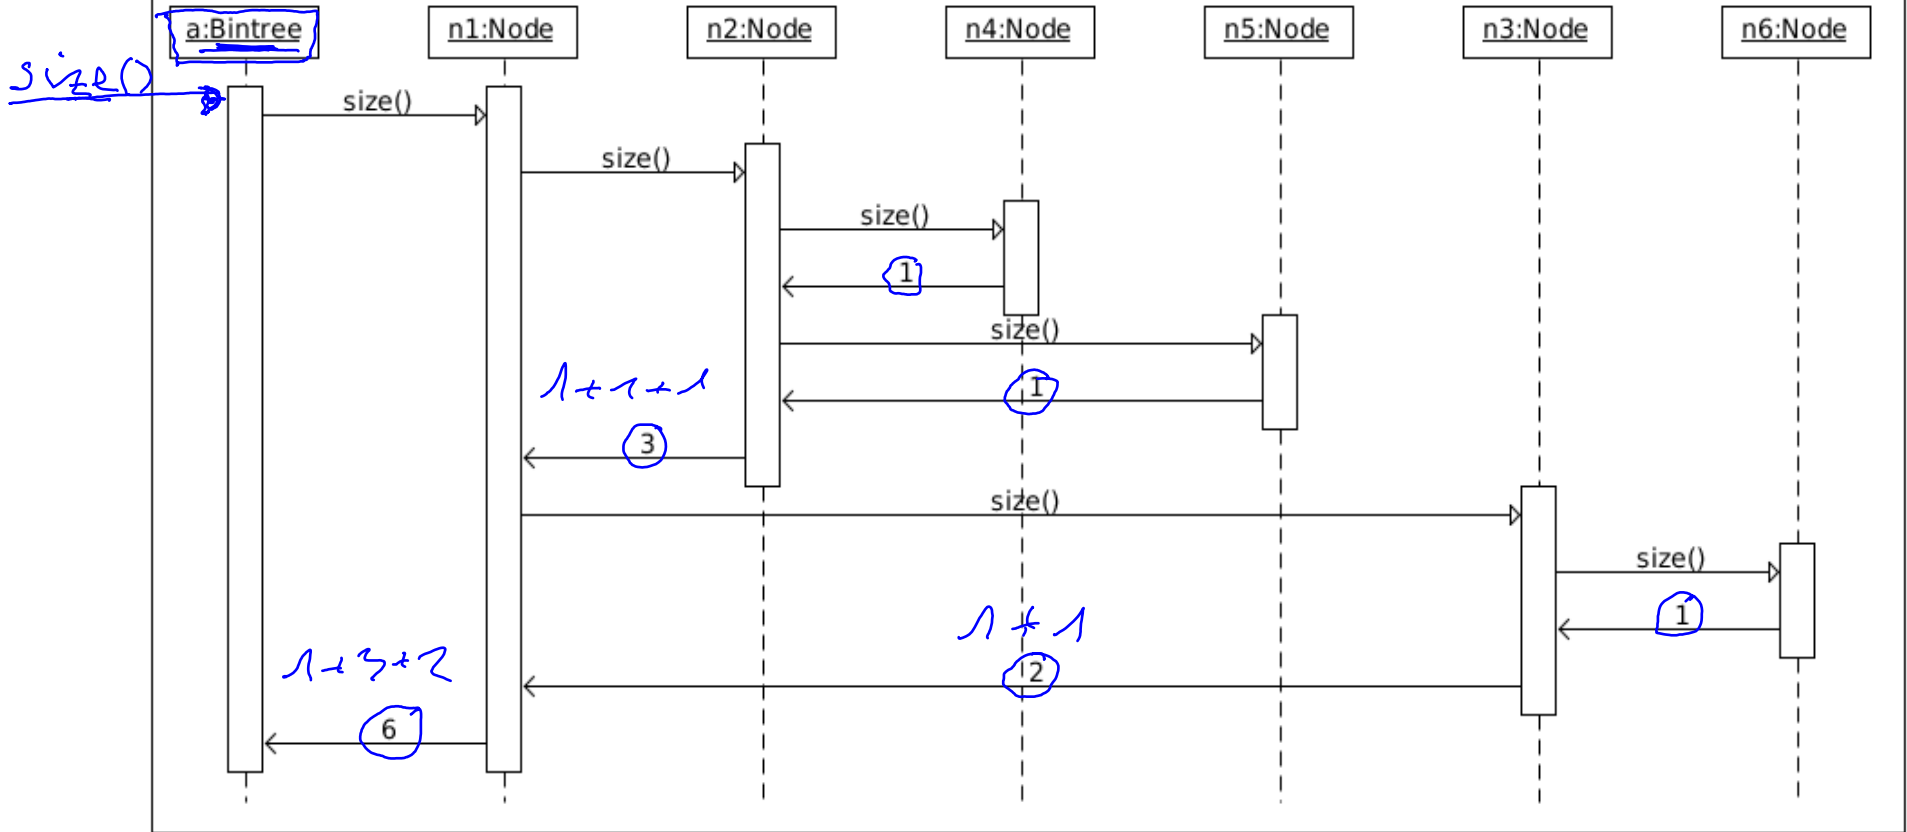 a:Bintree n1:Node n2:Node n4:Node n5:Node n3:Node n6:Node
size()
size()
size()
size()
1
size()
1
1+1+1
3
size()
size()
1
1+1
2
1+3+2
6